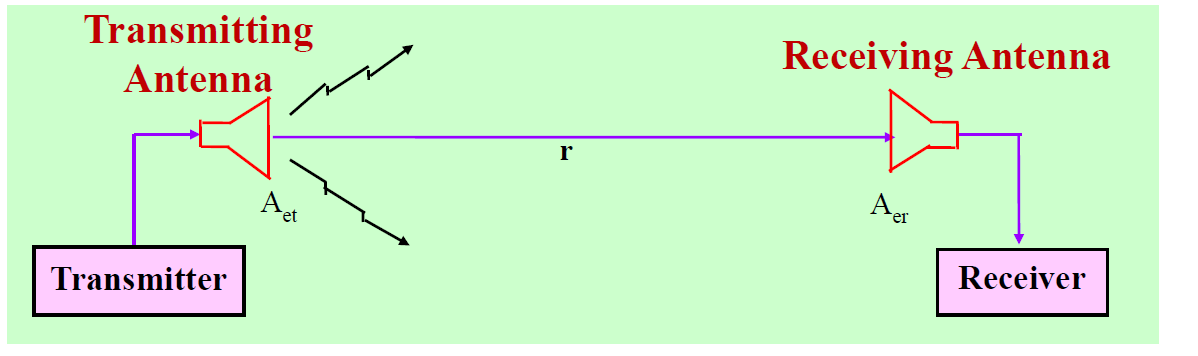 Transmitting
Antenna
Receiving Antenna
r
Aet
Aer
Transmitter
Receiver